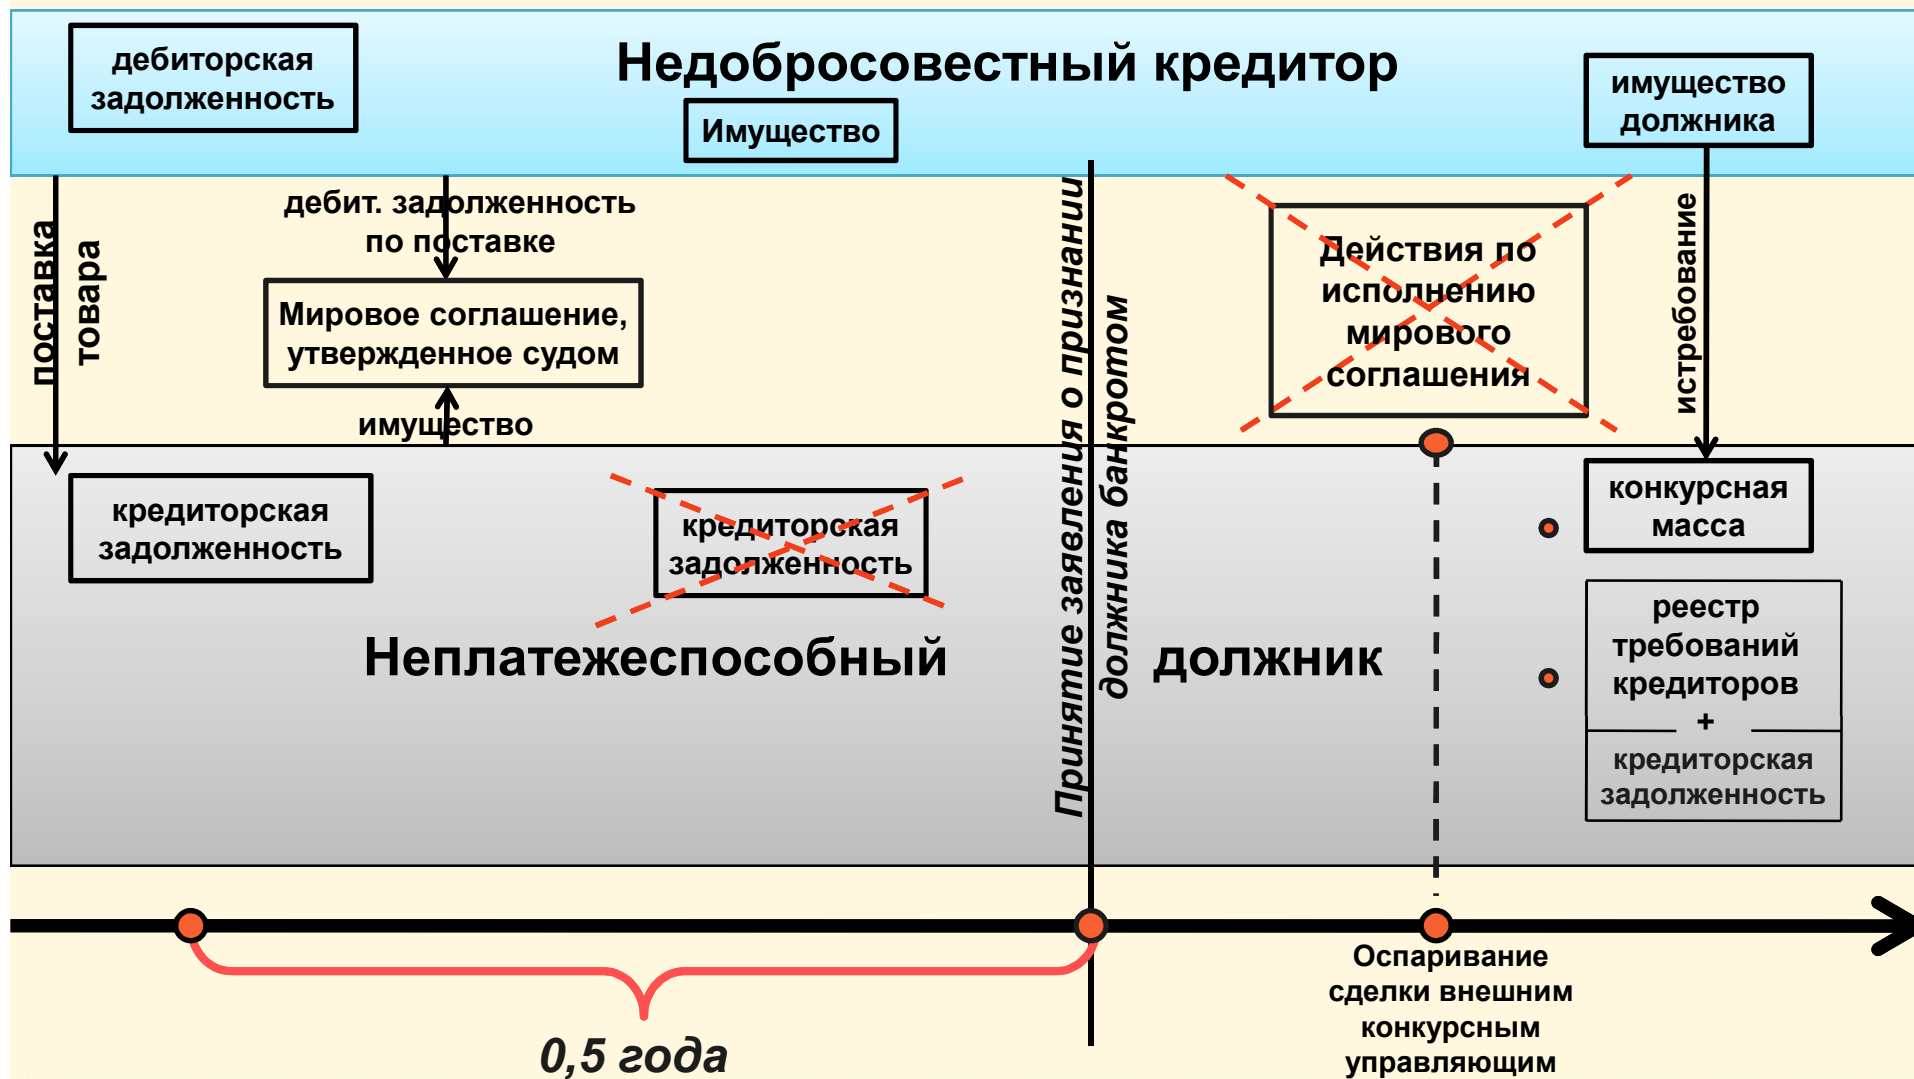 дебиторская
задолженность
Недобросовестный кредитор
Имущество
имущество
должника
поставка
товара
дебит. задолженность
по поставке
Мировое соглашение,
утвержденное судом
имущество
Принятие заявления о признании
должника банкротом
Действия по
исполнению
мирового
соглашения
истребование
кредиторская
задолженность
кредиторская
задолженность
конкурсная
масса
Неплатежеспособный должник
реестр
требований
кредиторов
+
кредиторская
задолженность
0,5 года
Оспаривание
сделки внешним
конкурсным
управляющим